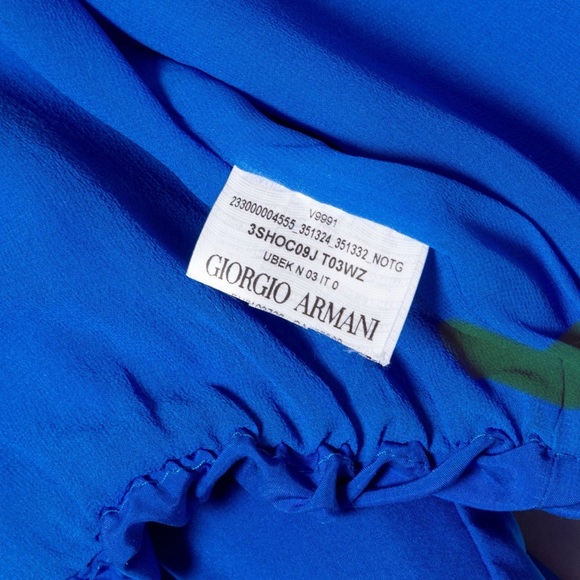 V9991
233000004555_351324_351332_NOTG
3SHOC09J T03WZ
UBEK N 03 IT 0
GIORGIO ARMANI